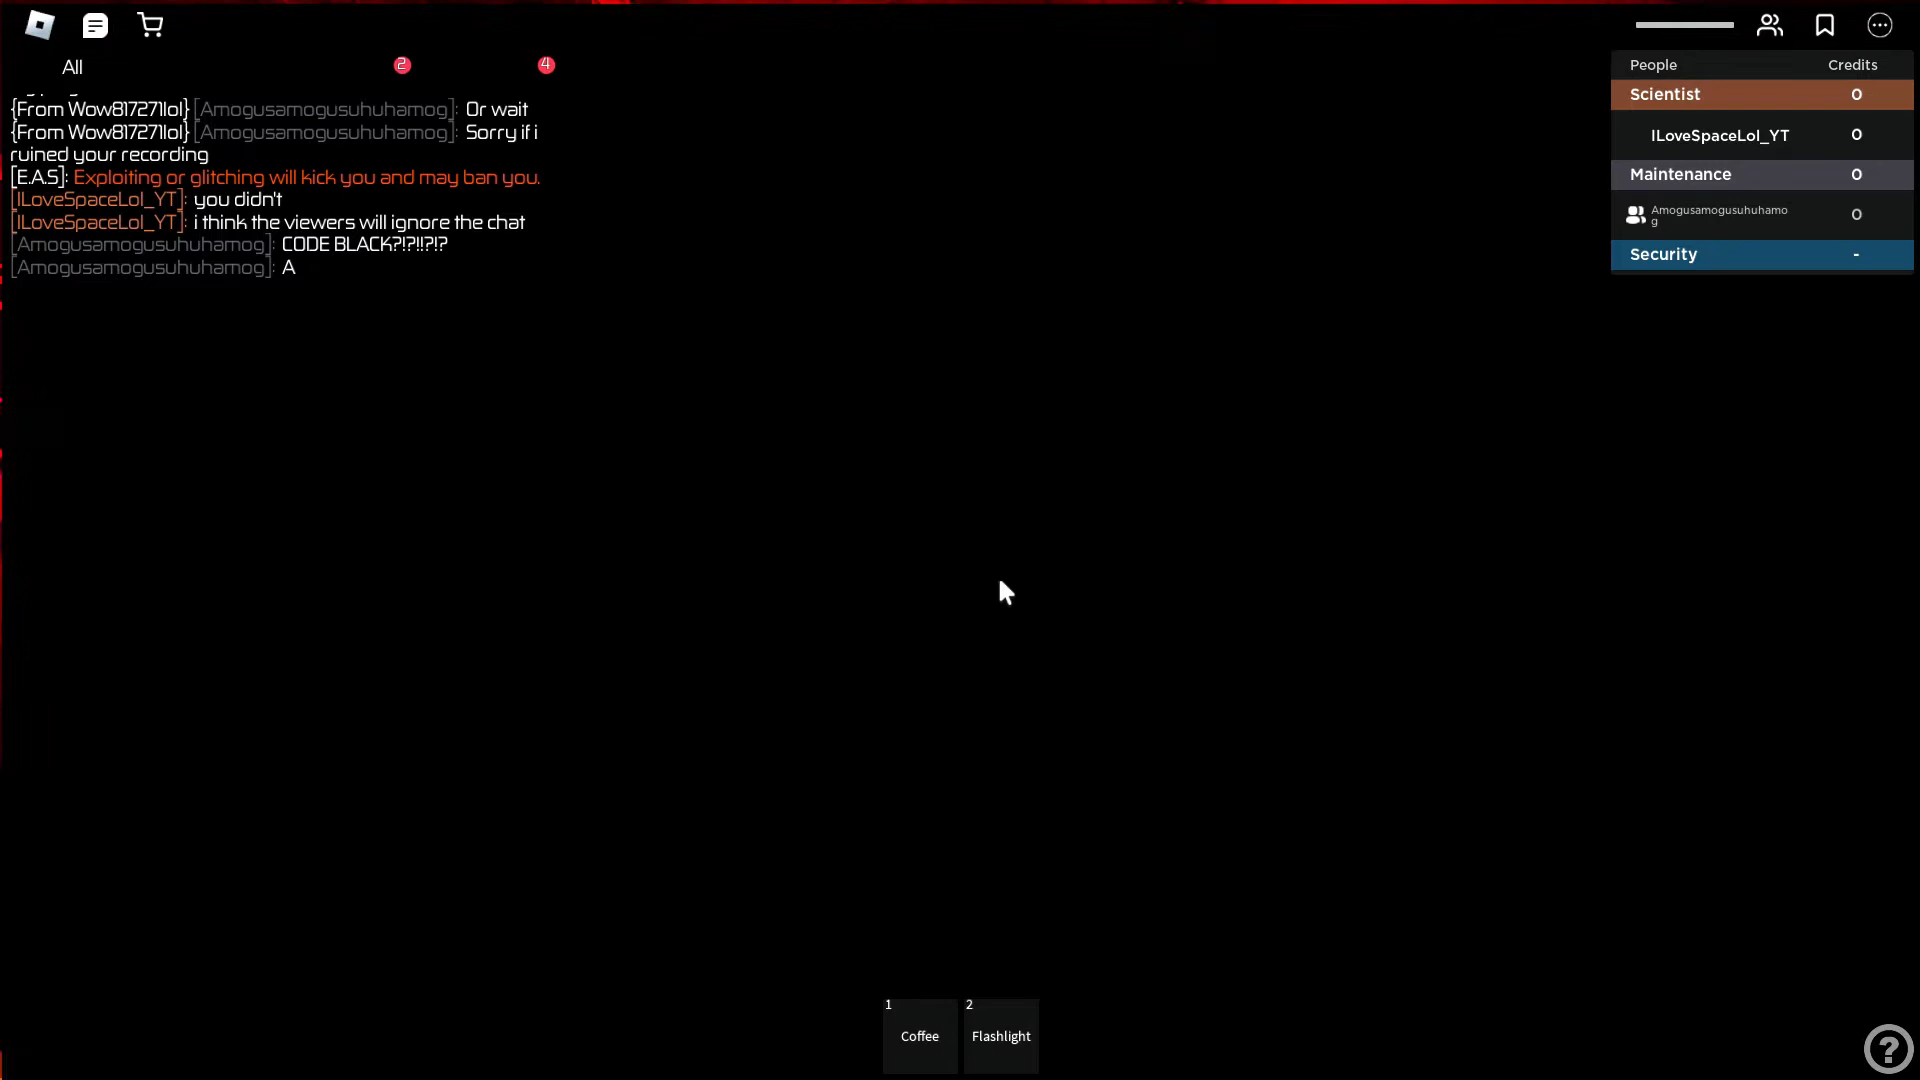 All
2
4
{From Wow817271lol} [Amogusamogusuhuhamog]: Or wait
{From Wow817271lol} [Amogusamogusuhuhamog]: Sorry if i
ruined your recording
[E.A.S]: Exploiting or glitching will kick you and may ban you.
[ILoveSpaceLol_YT]: you didn't
[ILoveSpaceLol_YT]: i think the viewers will ignore the chat
[Amogusamogusuhuhamog]: CODE BLACK?!?!!?!?
[Amogusamogusuhuhamog]: A
People Credits
Scientist 0
ILoveSpaceLol_YT 0
Maintenance 0
Amogusamogusuhuhamo
g 0
Security -
1
Coffee
2
Flashlight
?